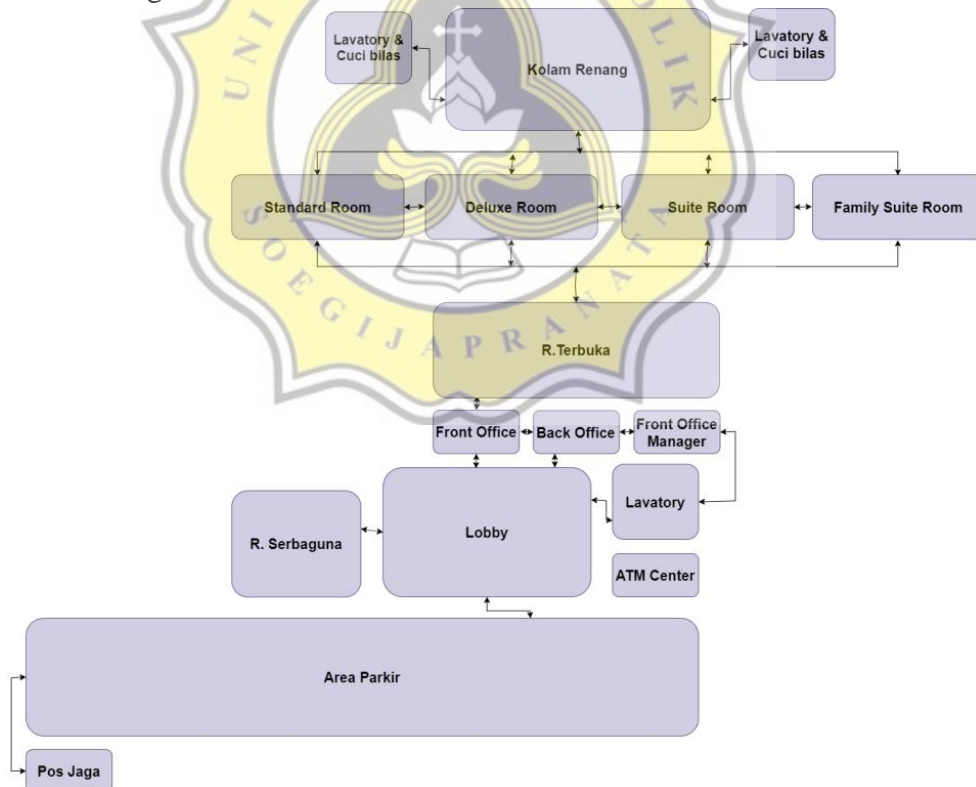 Lavatory &
Cuci bilas
Kolam Renang
Lavatory &
Cuci bilas
Standard Room
Deluxe Room
Suite Room
Family Suite Room
SOEGIJAPRANATA
R.Terbuka
Front Office
Back Office
Front Office
Manager
Lavatory
R. Serbaguna
Lobby
ATM Center
Area Parkir
Pos Jaga